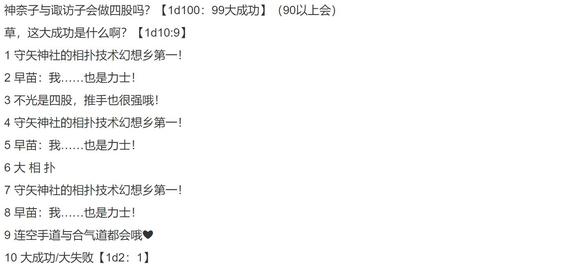 神奈子与诹访子会做四股吗？【1d100：99大成功】（90以上会）
草，这大成功是什么啊？【1d10:9】
1 守矢神社的相扑技术幻想乡第一！
2 早苗：我……也是力士！
3 不光是四股，推手也很强哦！
4 守矢神社的相扑技术幻想乡第一！
5 早苗：我……也是力士！
6 大 相 扑
7 守矢神社的相扑技术幻想乡第一！
8 早苗：我……也是力士！
9 连空手道与合气道都会哦♥
10 大成功/大失败【1d2：1】